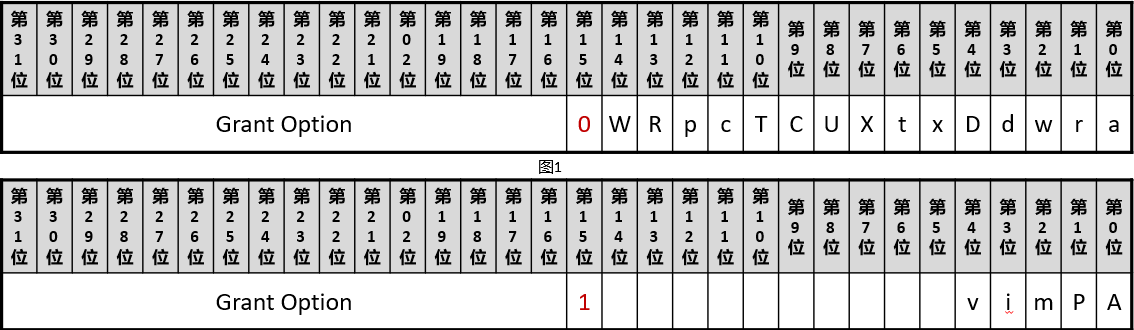 第31位 第30位 第29位 第28位 第27位 第26位 第25位 第24位 第23位 第22位 第21位 第02位 第19位 第18位 第17位 第16位 第15位 第14位 第13位 第12位 第11位 第10位 第9位 第8位 第7位 第6位 第5位 第4位 第3位 第2位 第1位 第0位
Grant Option 0 W R p c T C U X t x D d w r a
图1
第31位 第30位 第29位 第28位 第27位 第26位 第25位 第24位 第23位 第22位 第21位 第02位 第19位 第18位 第17位 第16位 第15位 第14位 第13位 第12位 第11位 第10位 第9位 第8位 第7位 第6位 第5位 第4位 第3位 第2位 第1位 第0位
Grant Option 1 v i m P A